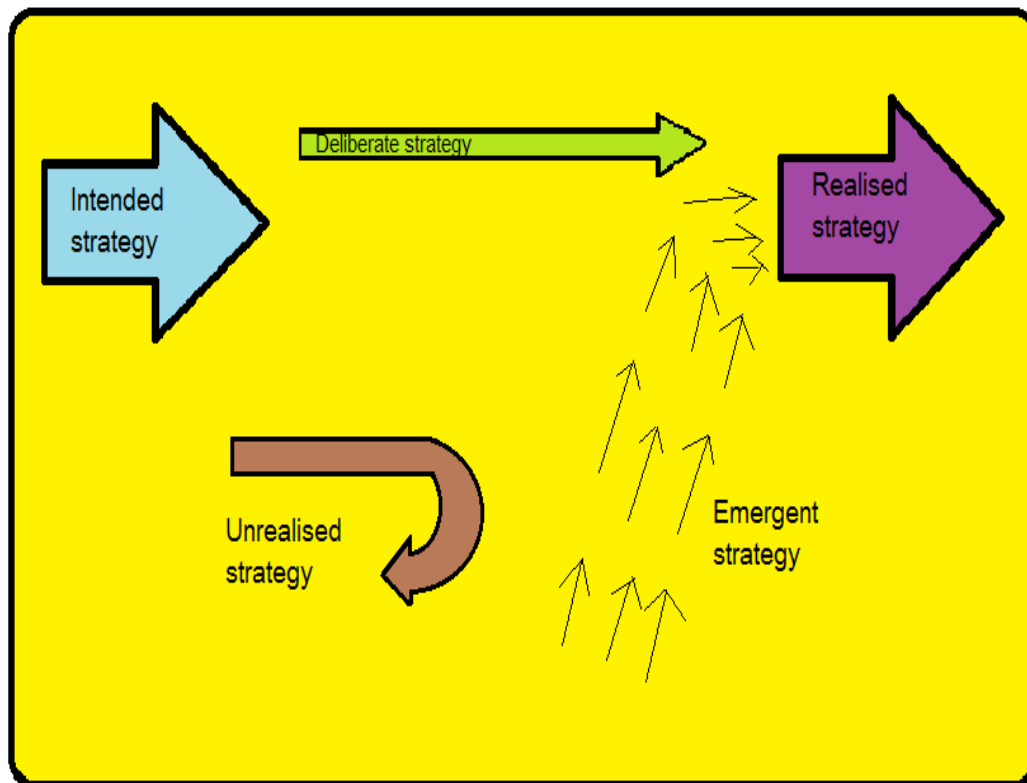 Deliberate strategy
Intended
strategy
Realised
strategy
Unrealised
strategy
Emergent
strategy